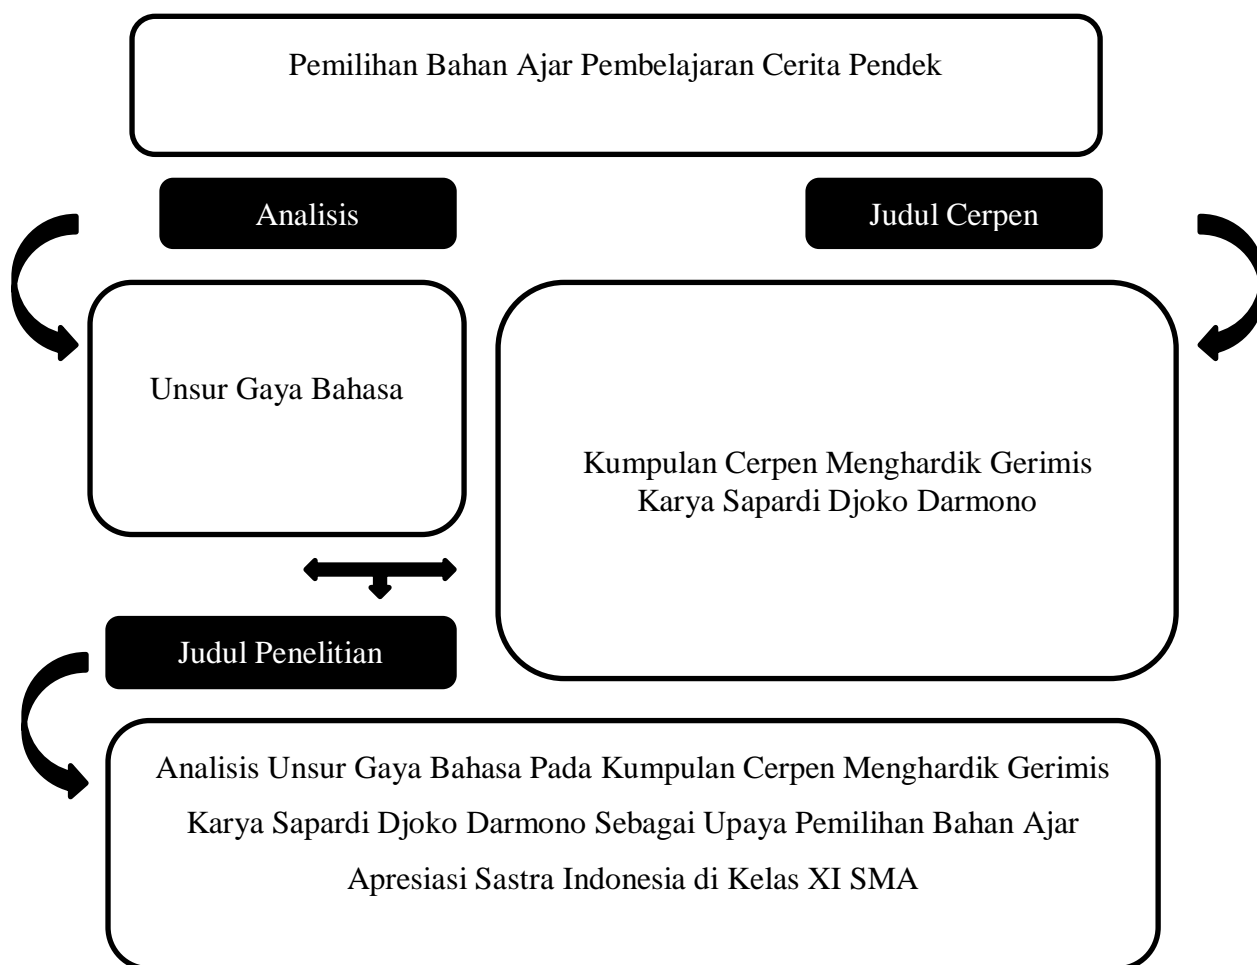 Pemilihan Bahan Ajar Pembelajaran Cerita Pendek
Analisis
Judul Cerpen
Unsur Gaya Bahasa
Kumpulan Cerpen Menghardik Gerimis
Karya Sapardi Djoko Darmono
Judul Penelitian
Analisis Unsur Gaya Bahasa Pada Kumpulan Cerpen Menghardik Gerimis
Karya Sapardi Djoko Darmono Sebagai Upaya Pemilihan Bahan Ajar
Apresiasi Sastra Indonesia di Kelas XI SMA